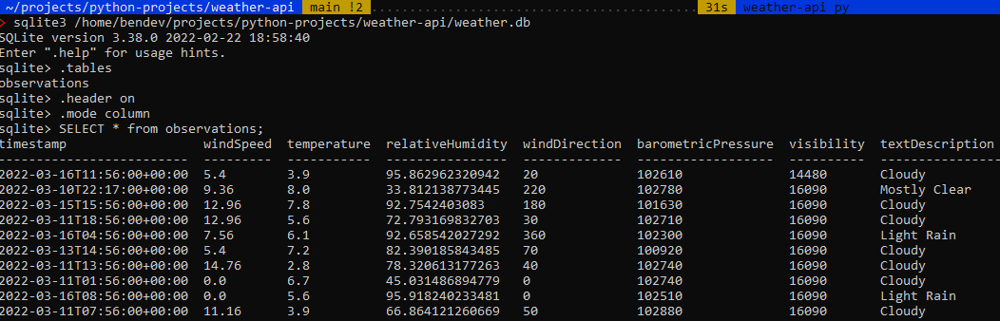 ~/projects/python-projects/weather-api main !2 ........................................... 31s weather-api py
> sqlite3 /home/bendev/projects/python-projects/weather-api/weather.db
SQLite version 3.38.0 2022-02-22 18:58:40
Enter ".help" for usage hints.
sqlite> .tables
observations
sqlite> .header on
sqlite> .mode column
sqlite> SELECT * from observations;
timestamp windSpeed temperature relativeHumidity windDirection barometricPressure visibility textDescription
------------------------- --------- ----------- ---------------- ------------- ------------------ ---------- ---------------
2022-03-16T11:56:00+00:00 5.4 3.9 95.862962320942 20 102610 14480 Cloudy
2022-03-10T22:17:00+00:00 9.36 8.0 33.812138773445 220 102780 16090 Mostly Clear
2022-03-15T15:56:00+00:00 12.96 7.8 92.7542403083 180 101630 16090 Cloudy
2022-03-11T18:56:00+00:00 12.96 5.6 72.793169832703 30 102710 16090 Cloudy
2022-03-16T04:56:00+00:00 7.56 6.1 92.658542027292 360 102300 16090 Light Rain
2022-03-13T14:56:00+00:00 5.4 7.2 82.390185843485 70 100920 16090 Cloudy
2022-03-11T13:56:00+00:00 14.76 2.8 78.320613177263 40 102740 16090 Cloudy
2022-03-11T01:56:00+00:00 0.0 6.7 45.031486894779 0 102740 16090 Cloudy
2022-03-16T08:56:00+00:00 0.0 5.6 95.918240233481 0 102510 16090 Light Rain
2022-03-11T07:56:00+00:00 11.16 3.9 66.864121260669 50 102880 16090 Cloudy